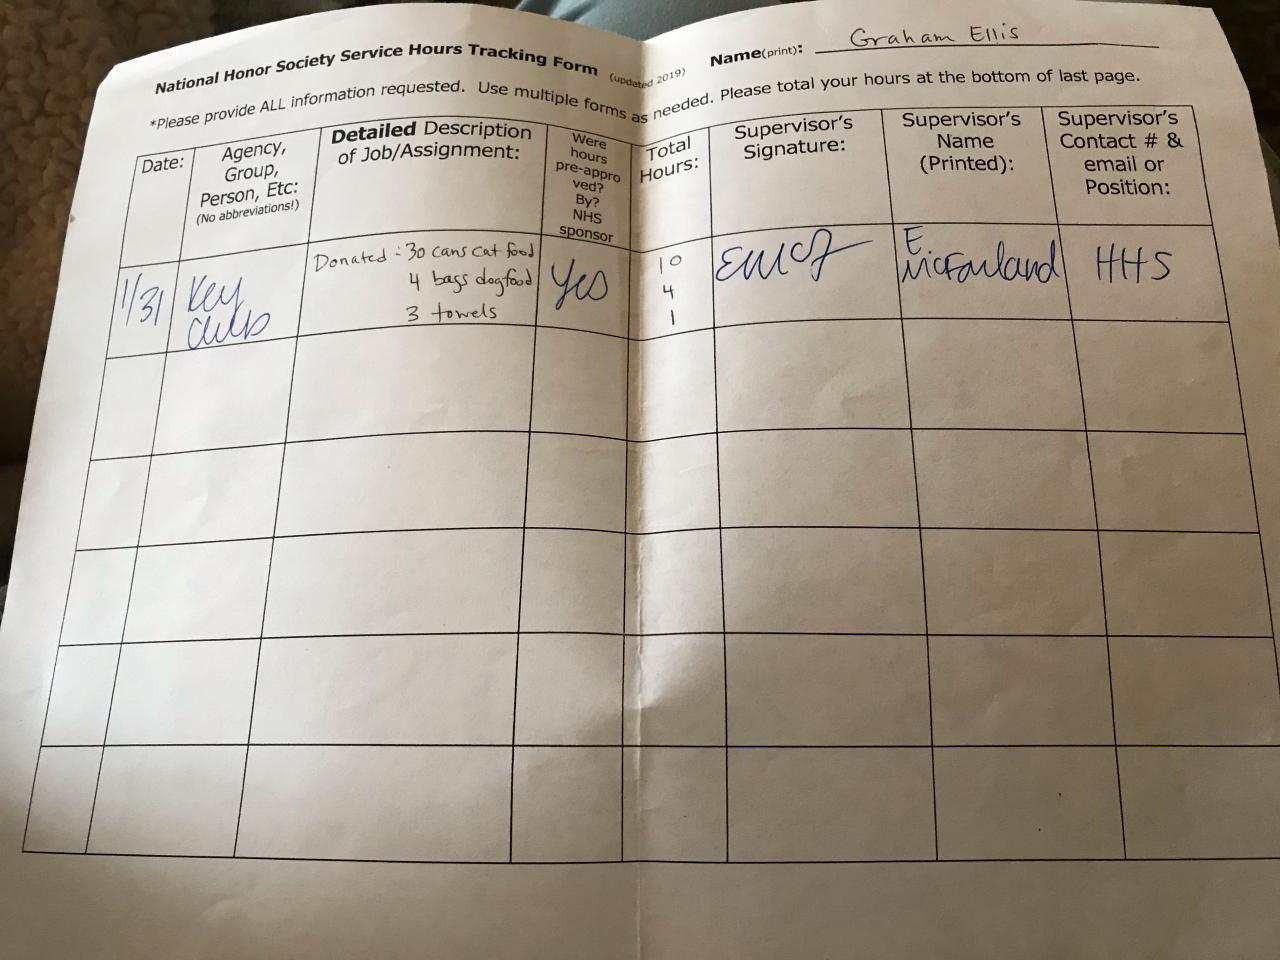 National Honor Society Service Hours Tracking Form (updated 2019)
Name(print): Graham Ellis
*Please provide ALL information requested. Use multiple forms as needed. Please total your hours at the bottom of last page.
Date:
Agency,
Group,
Person, Etc:
(No abbreviations!)
Detailed Description
of Job/Assignment:
Were
hours
pre-appro
ved?
By?
NHS
sponsor
Total
Hours:
Supervisor's
Signature:
Supervisor's
Name
(Printed):
Supervisor's
Contact # &
email or
Position:
1/31
Key
Club
Donated: 30 cans cat food
4 bags dog food
3 towels
Yes
10
4
1
E.
McFarland
HHS